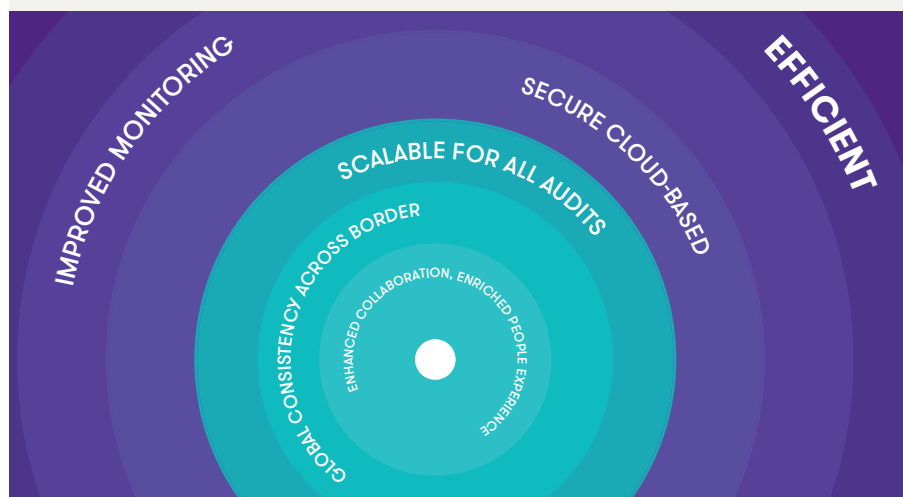 EFFICIENT
IMPROVED MONITORING
SECURE CLOUD-BASED
SCALABLE FOR ALL AUDITS
GLOBAL CONSISTENCY ACROSS BORDER
ENHANCED COLLABORATION, ENRICHED PEOPLE EXPERIENCE